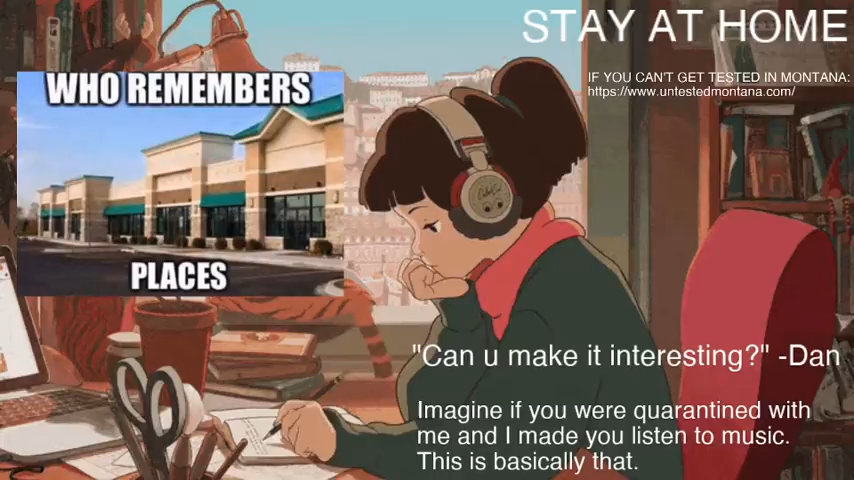 STAY AT HOME
IF YOU CAN'T GET TESTED IN MONTANA:
https://www.untestedmontana.com/
WHO REMEMBERS
PLACES
"Can u make it interesting?" -Dan
Imagine if you were quarantined with
me and I made you listen to music.
This is basically that.